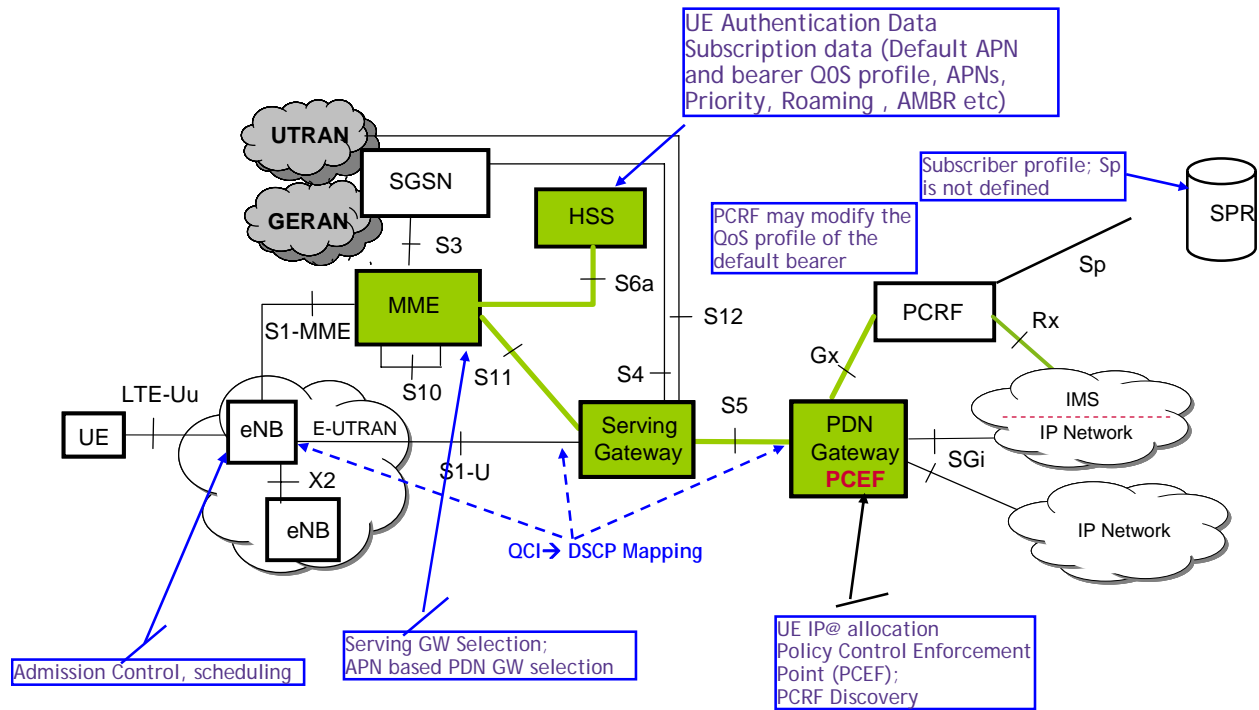 UE Authentication Data
Subscription data (Default APN
and bearer Q0S profile, APNs,
Priority, Roaming , AMBR etc)
UTRAN
SGSN
GERAN
HSS
Subscriber profile; Sp
is not defined
SPR
PCRF may modify the
QoS profile of the
default bearer
S3
S6a
Sp
MME
S1-MME
S12
PCRF
Rx
S10
S11
S4
Gx
LTE-Uu
UE
eNB
E-UTRAN
S1-U
Serving
Gateway
S5
PDN
Gateway
PCEF
IMS
IP Network
SGi
X2
eNB
QCI→ DSCP Mapping
IP Network
Admission Control, scheduling
Serving GW Selection;
APN based PDN GW selection
UE IP@ allocation
Policy Control Enforcement
Point (PCEF);
PCRF Discovery